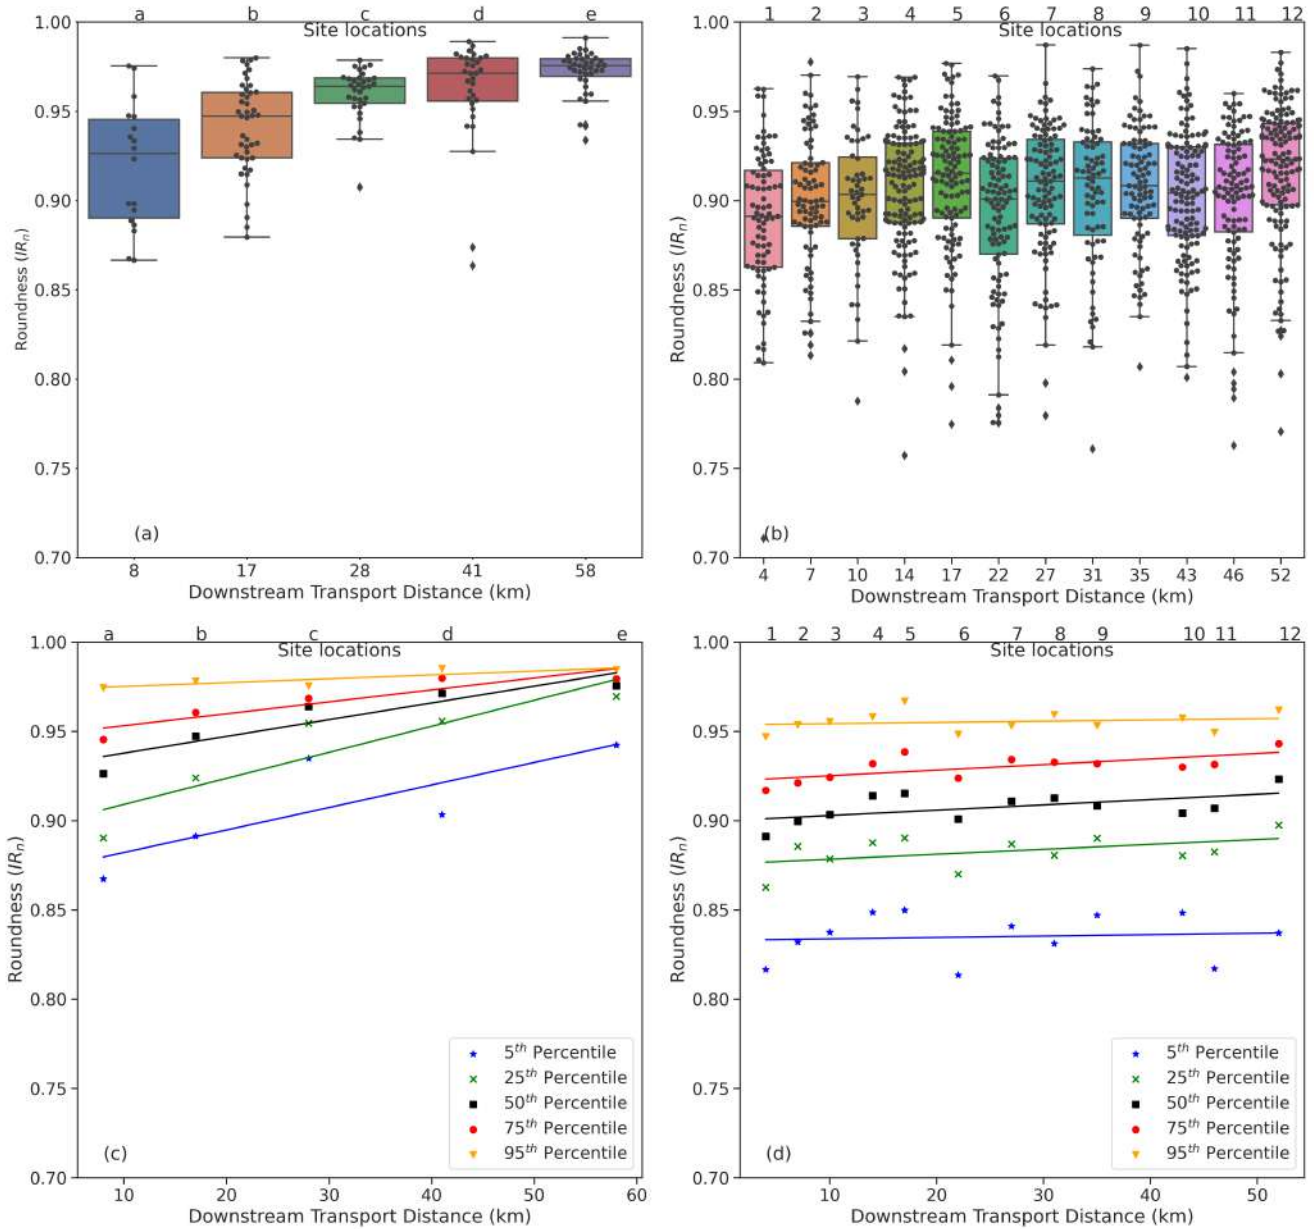 a b c d e
Site locations
1.00
0.95
0.90
0.85
0.80
0.75
0.70
Roundness (IRₙ)
(a)
8 17 28 41 58
Downstream Transport Distance (km)
1 2 3 4 5 6 7 8 9 10 11 12
Site locations
1.00
0.95
0.90
0.85
0.80
0.75
0.70
Roundness (IRₙ)
(b)
4 7 10 14 17 22 27 31 35 43 46 52
Downstream Transport Distance (km)
a b c d e
Site locations
1.00
0.95
0.90
0.85
0.80
0.75
0.70
Roundness (IRₙ)
5ᵗʰ Percentile
25ᵗʰ Percentile
50ᵗʰ Percentile
75ᵗʰ Percentile
95ᵗʰ Percentile
(c)
10 20 30 40 50 60
Downstream Transport Distance (km)
1 2 3 4 5 6 7 8 9 10 11 12
Site locations
1.00
0.95
0.90
0.85
0.80
0.75
0.70
Roundness (IRₙ)
5ᵗʰ Percentile
25ᵗʰ Percentile
50ᵗʰ Percentile
75ᵗʰ Percentile
95ᵗʰ Percentile
(d)
10 20 30 40 50
Downstream Transport Distance (km)